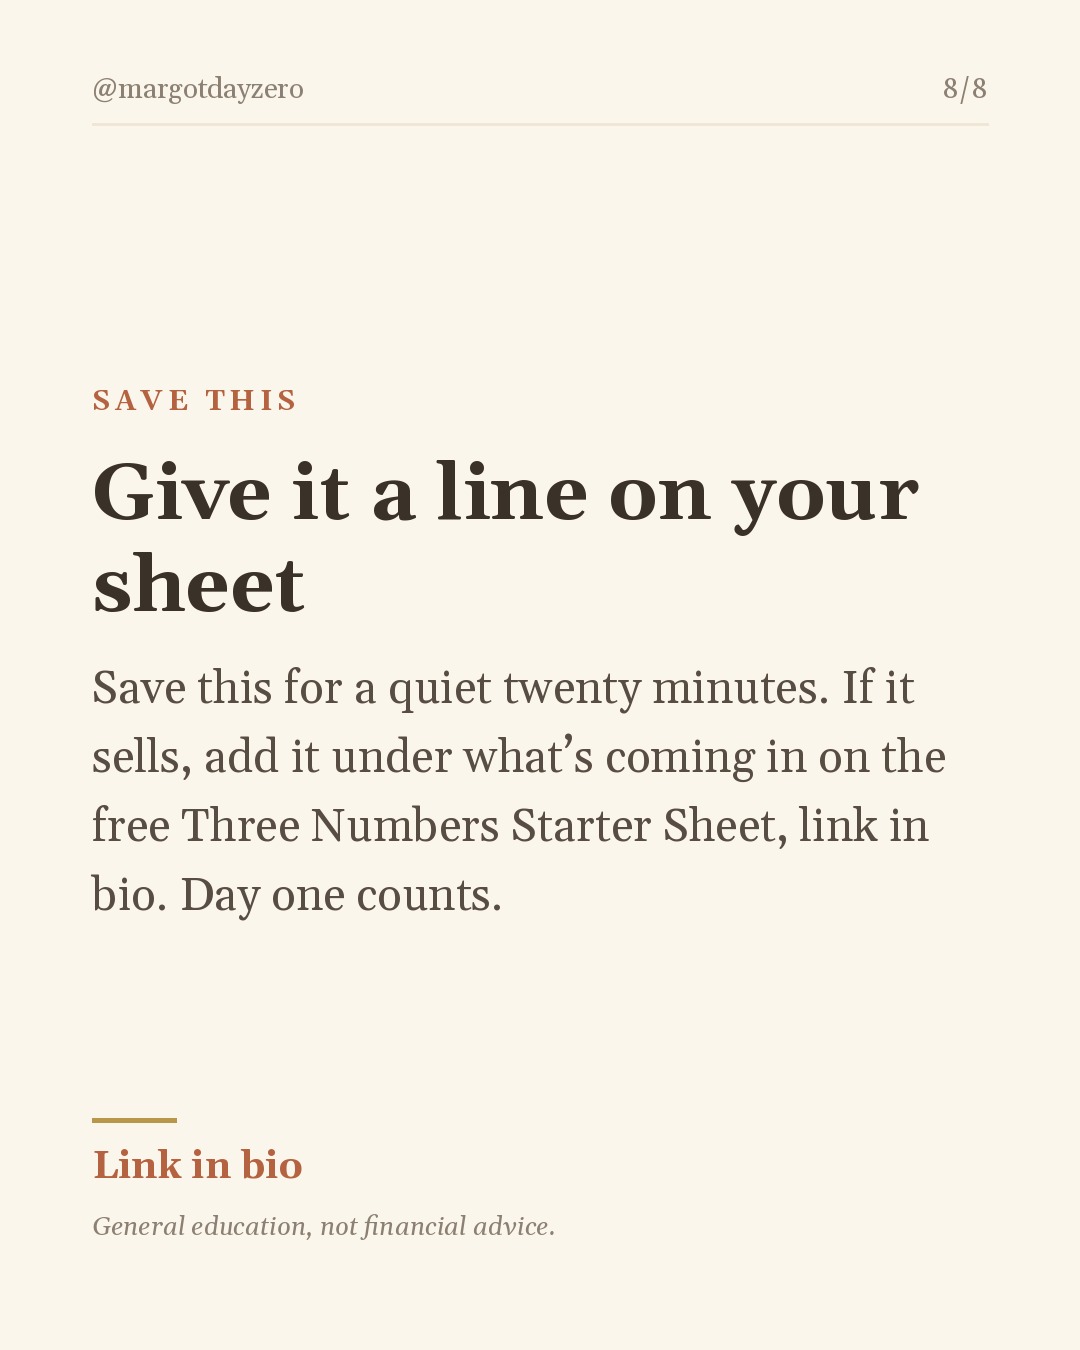 @margotdayzero
8/8
SAVE THIS
Give it a line on your
sheet
Save this for a quiet twenty minutes. If it
sells, add it under what’s coming in on the
free Three Numbers Starter Sheet, link in
bio. Day one counts.
Link in bio
General education, not financial advice.